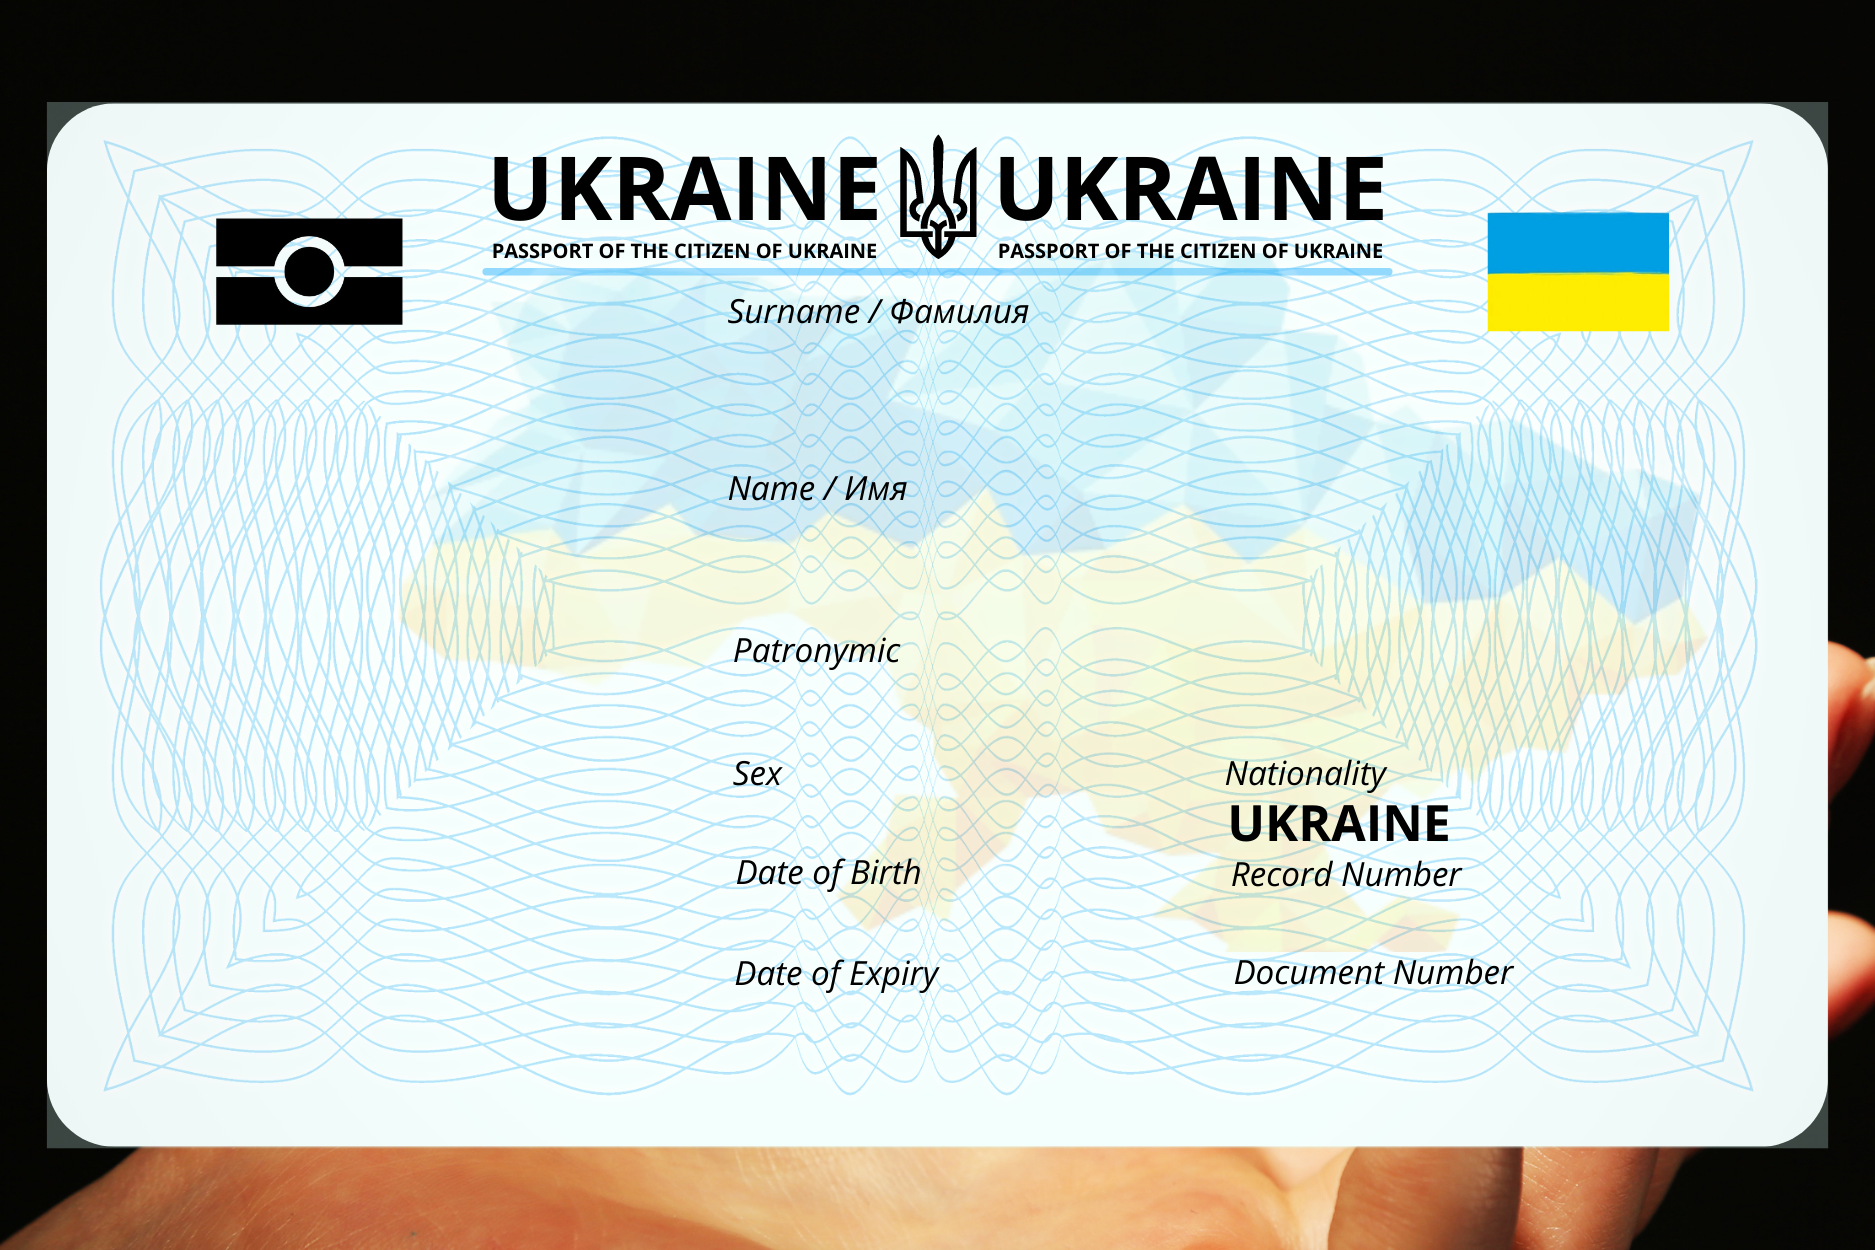 UKRAINE UKRAINE
PASSPORT OF THE CITIZEN OF UKRAINE PASSPORT OF THE CITIZEN OF UKRAINE
Surname / Фамилия
Name / Имя
Patronymic
Sex
Nationality
UKRAINE
Date of Birth
Record Number
Date of Expiry
Document Number